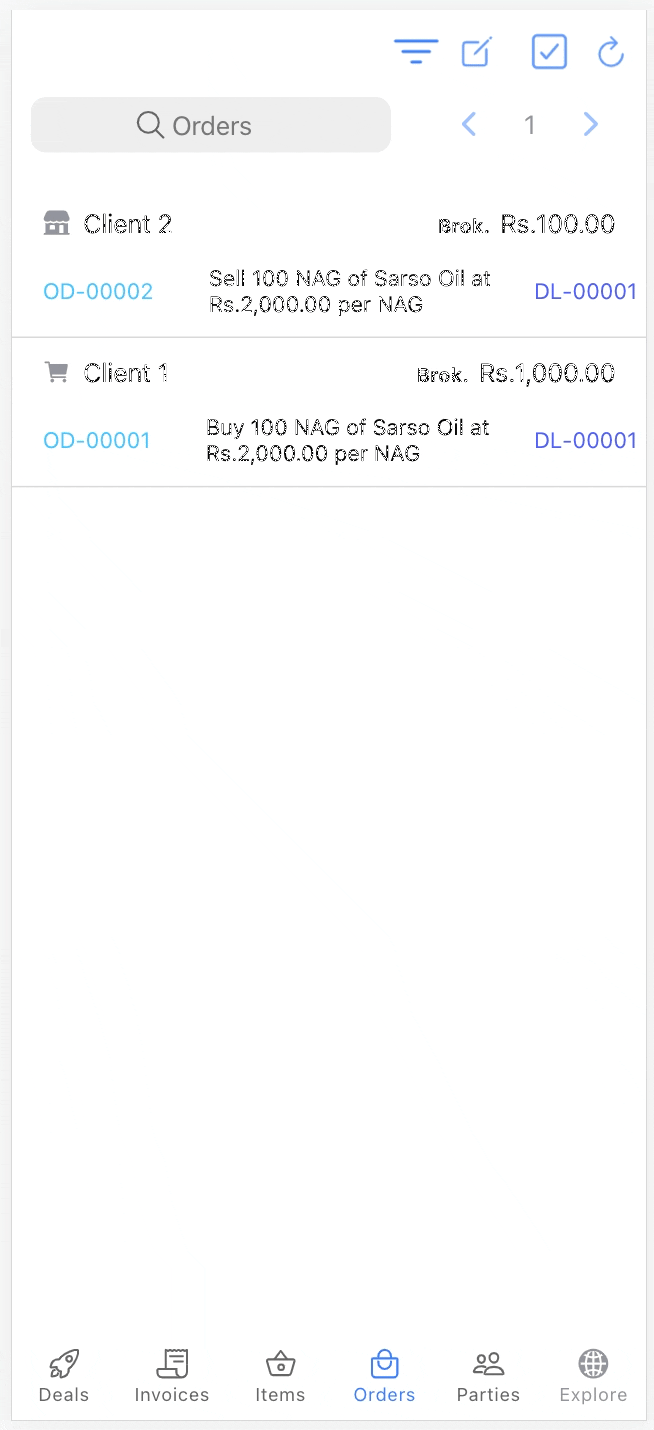 Orders
1
Client 2 Brok. Rs.100.00
OD-00002 Sell 100 NAG of Sarso Oil at DL-00001
Rs.2,000.00 per NAG
Client 1 Brok. Rs.1,000.00
OD-00001 Buy 100 NAG of Sarso Oil at DL-00001
Rs.2,000.00 per NAG
Deals Invoices Items Orders Parties Explore